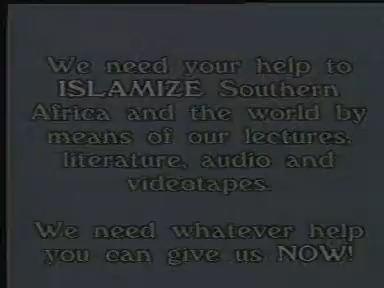 We need your help to
ISLAMIZE Southern
Africa and the world by
means of our lectures,
literature, audio and
videotapes.
We need whatever help
you can give us NOW!